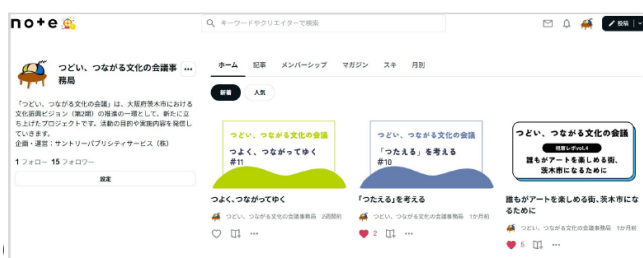 note
キーワードやクリエイターで検索
投稿
つどい、つながる文化の会議事
務局
「つどい、つながる文化の会議」は、大阪府茨木市における
文化振興ビジョン（第2期）の推進の一環として、新たに立
ち上げたプロジェクトです。活動の目的や実施内容を発信し
ていきます。
企画・運営：サントリーパブリシティサービス（株）
1 フォロー 15 フォロワー
設定
ホーム 記事 メンバーシップ マガジン スキ 月別
新着 人気
つどい、つながる文化の会議
つよく、つながってゆく
#11
つよく、つながってゆく
つどい、つながる文化の会議事務局 2週間前
つどい、つながる文化の会議
「つたえる」を考える
#10
「つたえる」を考える
つどい、つながる文化の会議事務局 1か月前
2
つどい、つながる文化の会議
視察レポvol.4
誰もがアートを楽しめる街、
茨木市になるために
誰もがアートを楽しめる街、茨木市にな
るために
つどい、つながる文化の会議事務局 1か月前
5